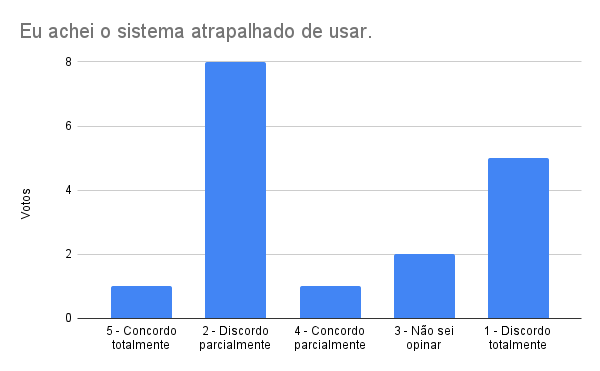 Eu achei o sistema atrapalhado de usar.
Votos
8
6
4
2
0
5 - Concordo
totalmente
2 - Discordo
parcialmente
4 - Concordo
parcialmente
3 - Não sei
opinar
1 - Discordo
totalmente